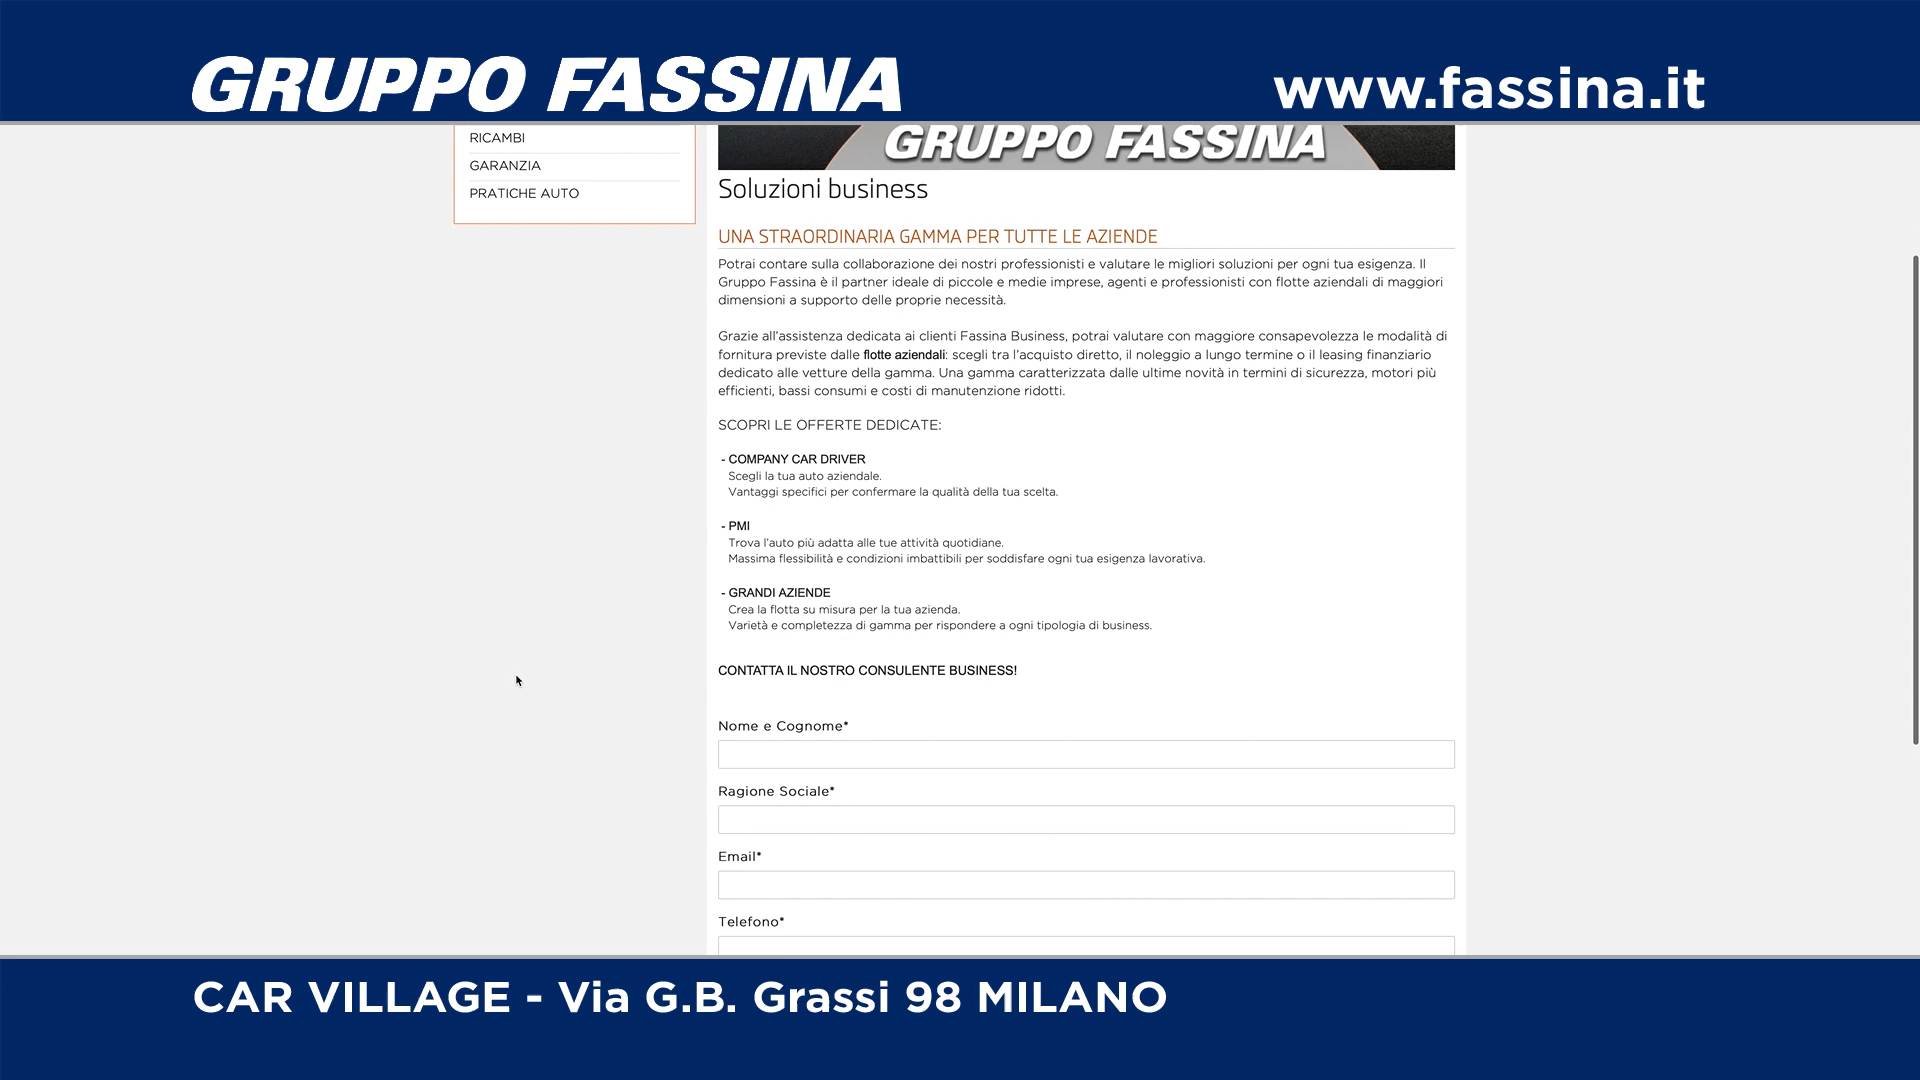 GRUPPO FASSINA
www.fassina.it
RICAMBI
GARANZIA
PRATICHE AUTO
GRUPPO FASSINA
Soluzioni business
UNA STRAORDINARIA GAMMA PER TUTTE LE AZIENDE
Potrai contare sulla collaborazione dei nostri professionisti e valutare le migliori soluzioni per ogni tua esigenza. Il
Gruppo Fassina è il partner ideale di piccole e medie imprese, agenti e professionisti con flotte aziendali di maggiori
dimensioni a supporto delle proprie necessità.
Grazie all'assistenza dedicata ai clienti Fassina Business, potrai valutare con maggiore consapevolezza le modalità di
fornitura previste dalle flotte aziendali: scegli tra l'acquisto diretto, il noleggio a lungo termine o il leasing finanziario
dedicato alle vetture della gamma. Una gamma caratterizzata dalle ultime novità in termini di sicurezza, motori più
efficienti, bassi consumi e costi di manutenzione ridotti.
SCOPRI LE OFFERTE DEDICATE:
- COMPANY CAR DRIVER
Scegli la tua auto aziendale.
Vantaggi specifici per confermare la qualità della tua scelta.
- PMI
Trova l'auto più adatta alle tue attività quotidiane.
Massima flessibilità e condizioni imbattibili per soddisfare ogni tua esigenza lavorativa.
- GRANDI AZIENDE
Crea la flotta su misura per la tua azienda.
Varietà e completezza di gamma per rispondere a ogni tipologia di business.
CONTATTA IL NOSTRO CONSULENTE BUSINESS!
Nome e Cognome*
Ragione Sociale*
Email*
Telefono*
CAR VILLAGE - Via G.B. Grassi 98 MILANO